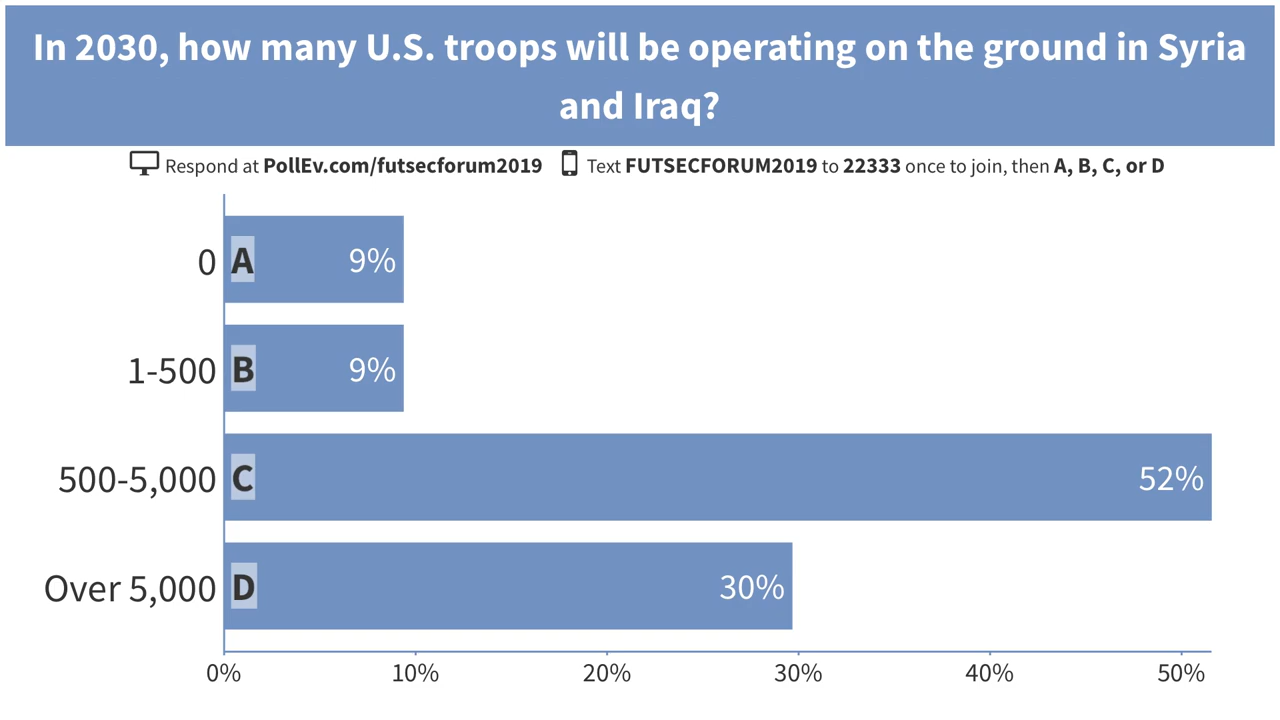 In 2030, how many U.S. troops will be operating on the ground in Syria
and Iraq?
Respond at PollEv.com/futsecforum2019 Text FUTSECFORUM2019 to 22333 once to join, then A, B, C, or D
0 A 9%
1-500 B 9%
500-5,000 C 52%
Over 5,000 D 30%
0% 10% 20% 30% 40% 50%